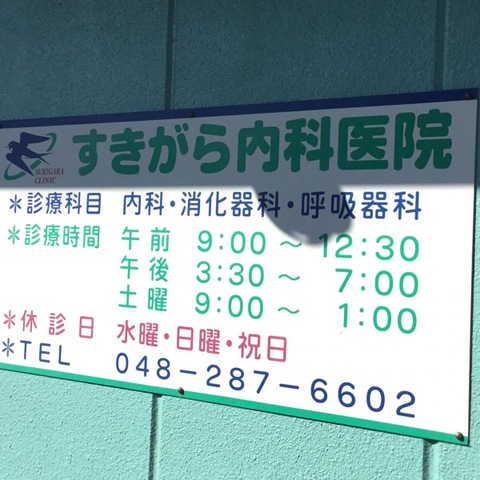 すきがら内科医院
SUKIGARA
CLINIC
＊診療科目 内科・消化器科・呼吸器科
＊診療時間 午前 9:00～12:30
午後 3:30～7:00
土曜 9:00～1:00
＊休診日 水曜・日曜・祝日
＊TEL 048-287-6602